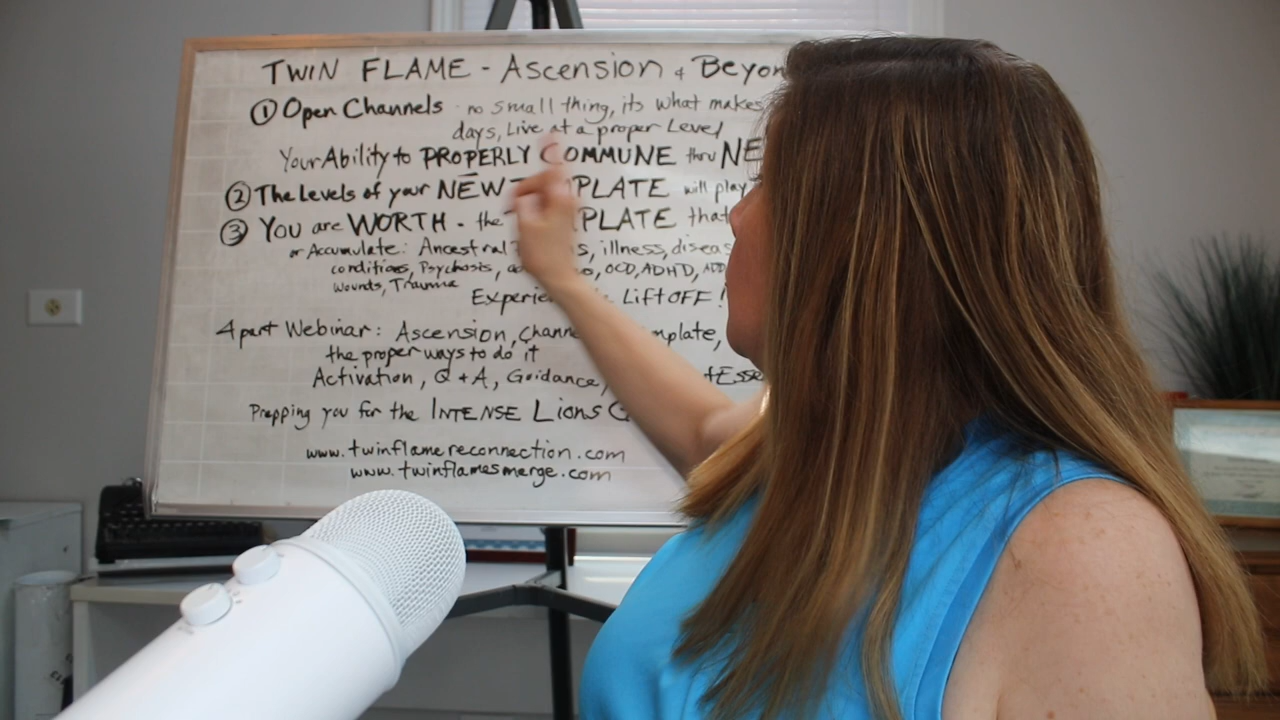 TWIN FLAME - Ascension & Beyon
① Open Channels - no small thing, its what makes
days, Live at a proper Level
Your Ability to PROPERLY COMMUNE thru NE
② The Levels of your NEW PLATE will play
③ You are WORTH - the PLATE that
or Accumulate: Ancestral illness, diseas
conditions, Psychosis, OCD, ADHD, ADD
Wounds, Trauma
LiftOFF!
4 part Webinar: Ascension, Chann mplate,
the proper ways to do it
Activation, Q + A, Guidance,
Prepping you for the INTENSE Lions G
www.twinflamereconnection.com
www.twinflamesmerge.com